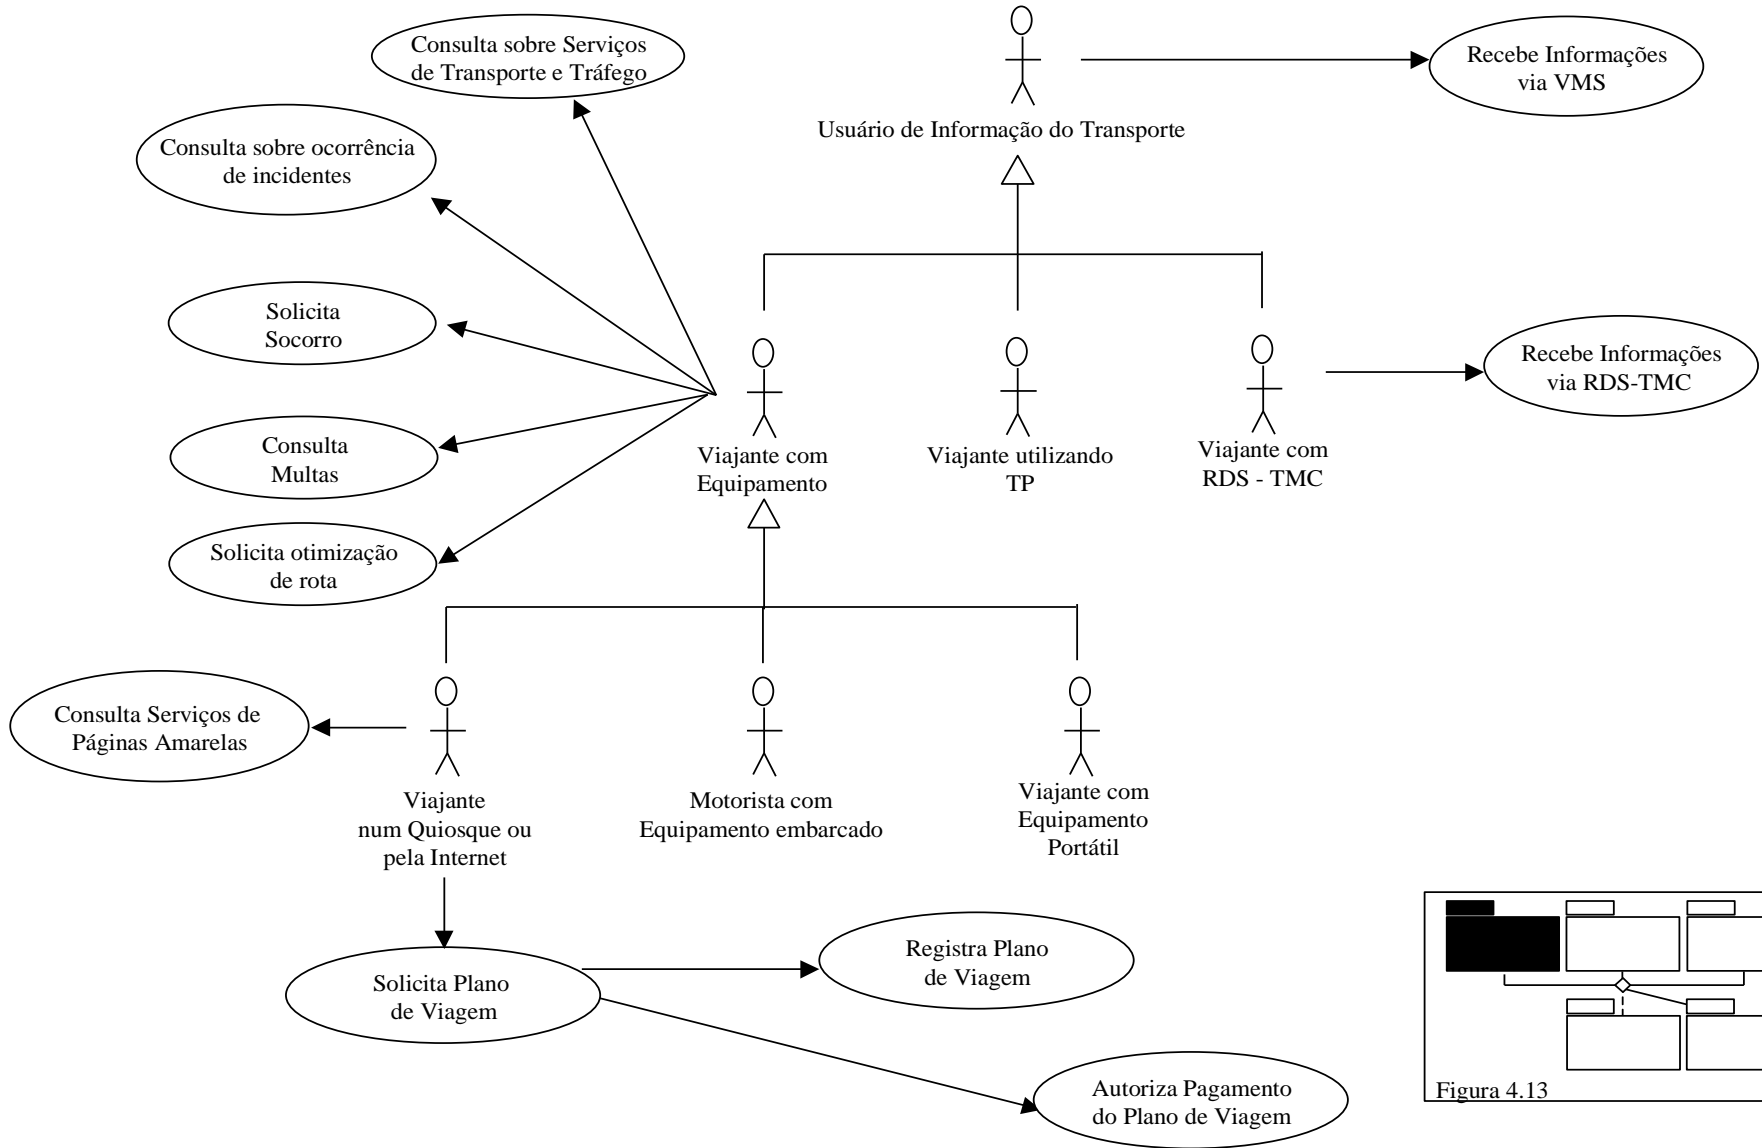 Consulta sobre Serviços
de Transporte e Tráfego
Recebe Informações
via VMS
Usuário de Informação do Transporte
Consulta sobre ocorrência
de incidentes
Solicita
Socorro
Recebe Informações
via RDS-TMC
Consulta
Multas
Viajante com
Equipamento
Viajante utilizando
TP
Viajante com
RDS - TMC
Solicita otimização
de rota
Consulta Serviços de
Páginas Amarelas
Viajante
num Quiosque ou
pela Internet
Motorista com
Equipamento embarcado
Viajante com
Equipamento
Portátil
Solicita Plano
de Viagem
Registra Plano
de Viagem
Autoriza Pagamento
do Plano de Viagem
Figura 4.13